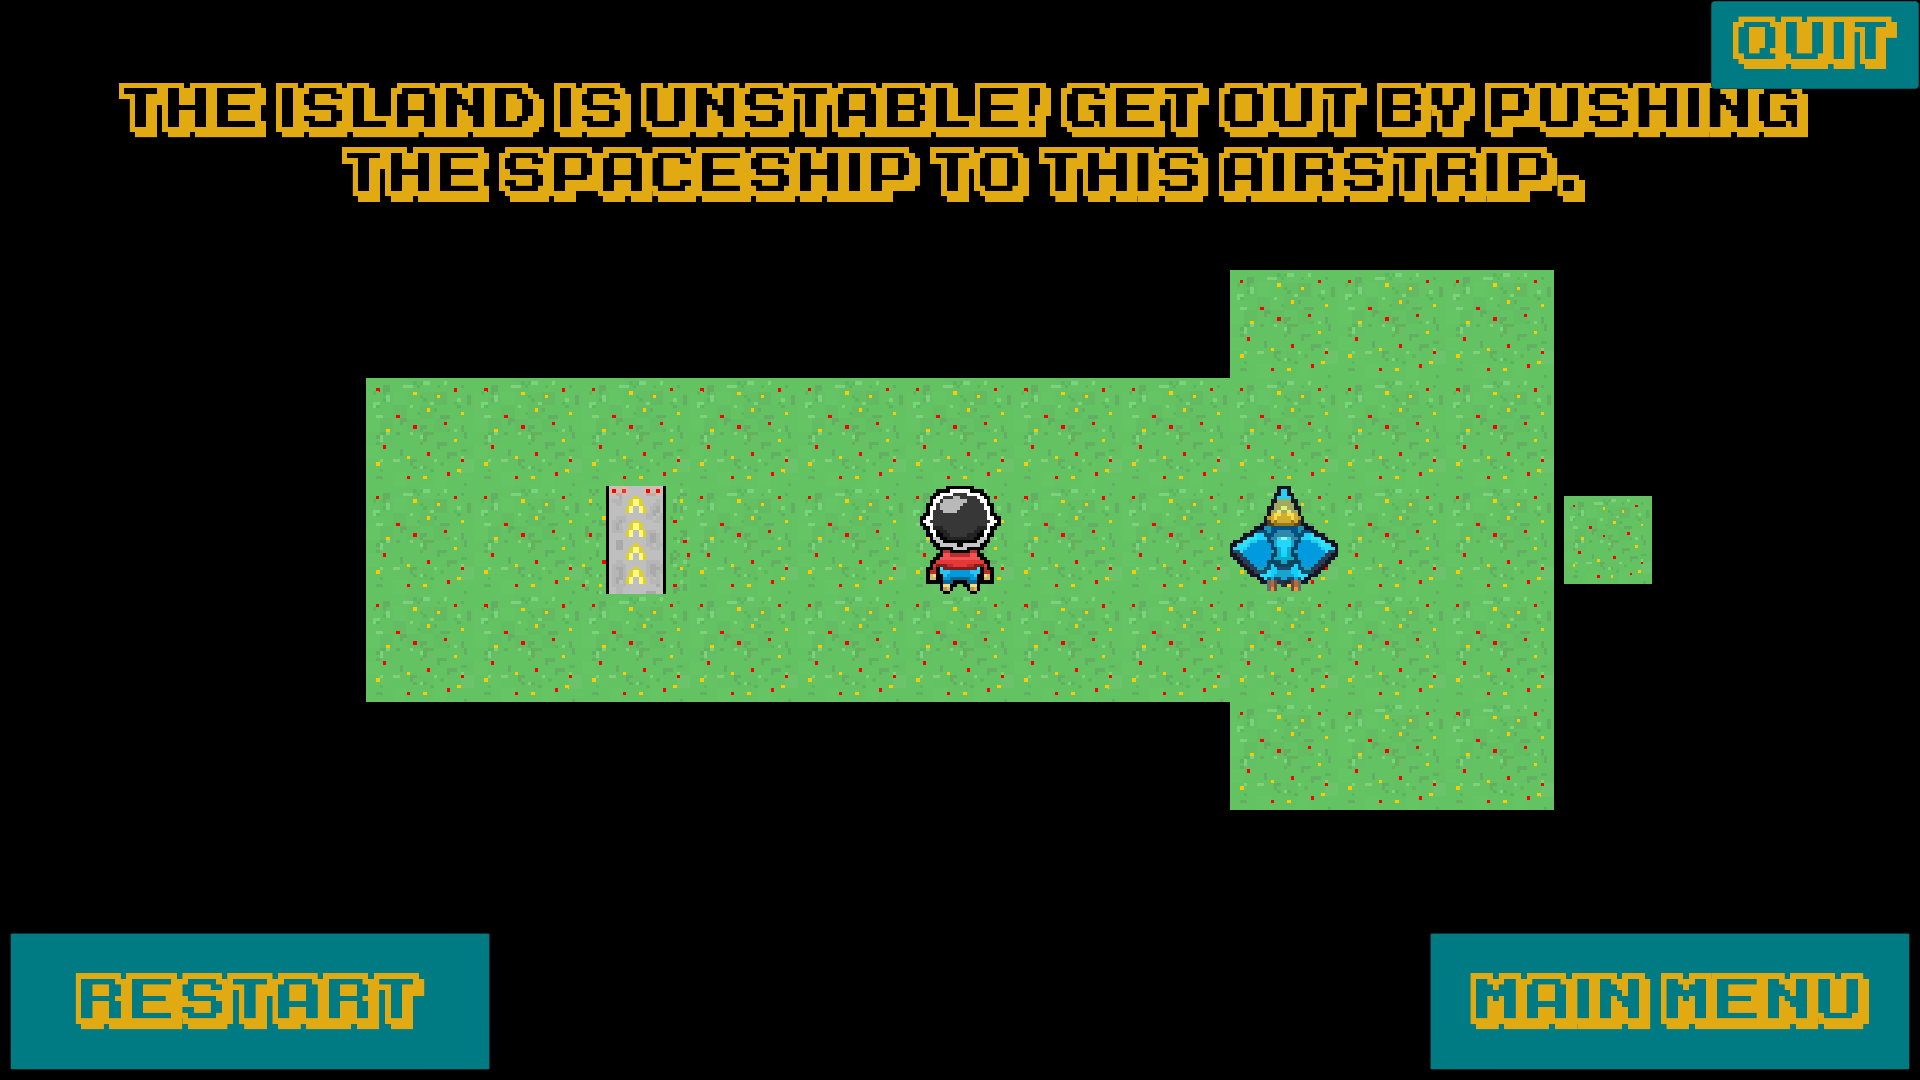 QUIT
THE ISLAND IS UNSTABLE! GET OUT BY PUSHING
THE SPACESHIP TO THIS AIRSTRIP.
RESTART
MAIN MENU